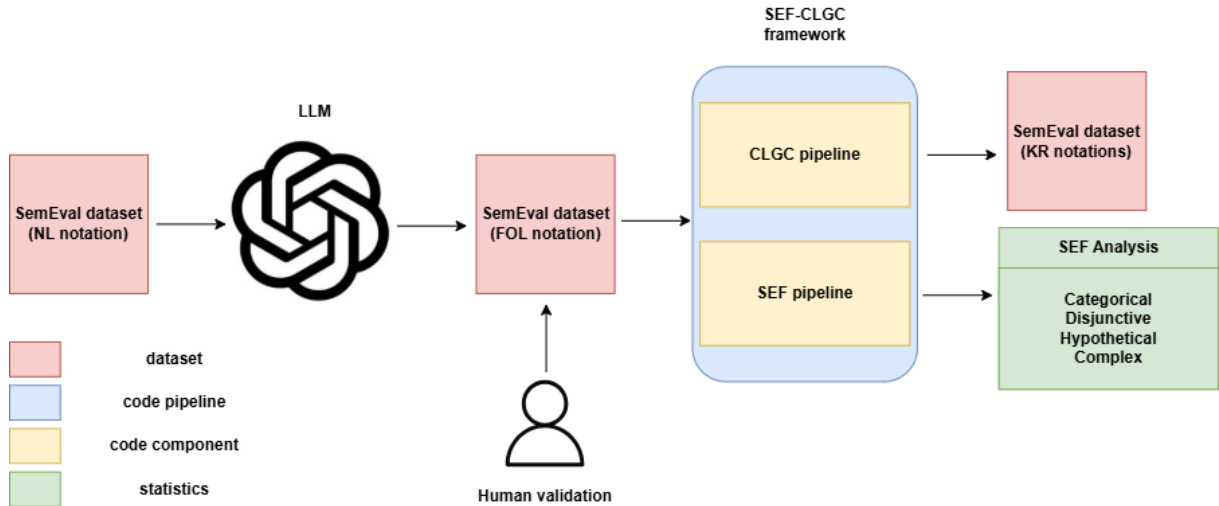 SEF-CLGC
framework
LLM
SemEval dataset
(NL notation)
SemEval dataset
(FOL notation)
CLGC pipeline
SEF pipeline
SemEval dataset
(KR notations)
SEF Analysis
Categorical
Disjunctive
Hypothetical
Complex
Human validation
dataset
code pipeline
code component
statistics